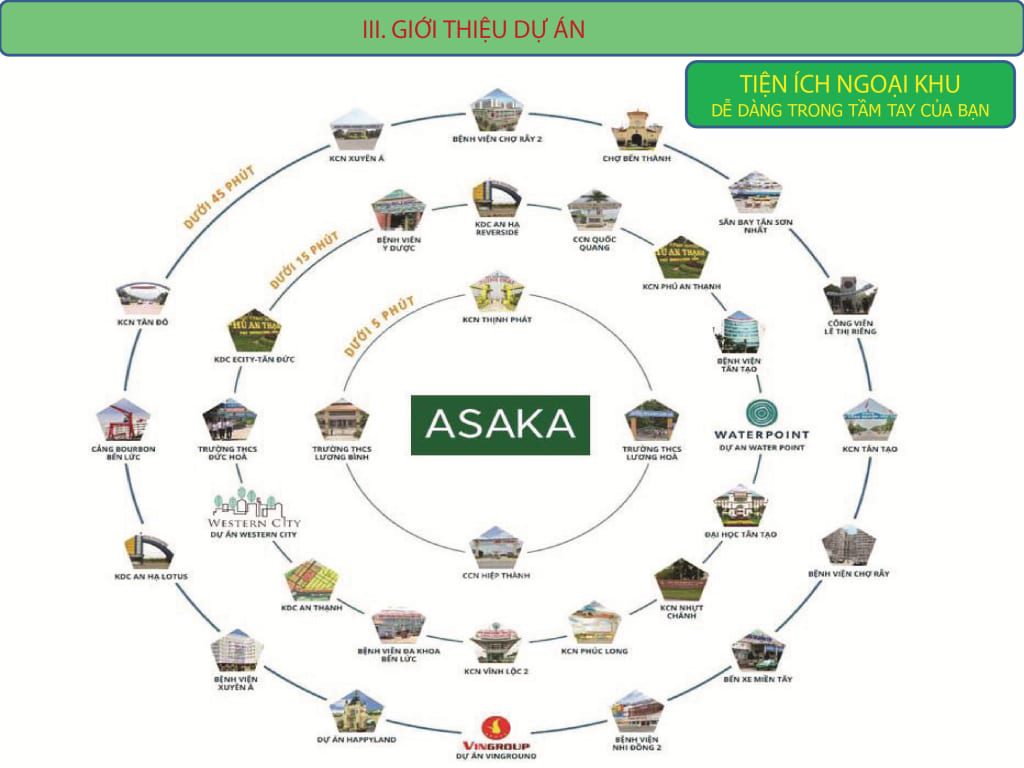 III. GIỚI THIỆU DỰ ÁN
TIỆN ÍCH NGOẠI KHU
DỄ DÀNG TRONG TẦM TAY CỦA BẠN
DƯỚI 45 PHÚT
KCN XUYÊN Á
BỆNH VIỆN CHỢ RẪY 2
CHỢ BẾN THÀNH
SÂN BAY TÂN SƠN
NHẤT
CÔNG VIÊN
LÊ THỊ RIÊNG
KCN TÂN TẠO
BỆNH VIỆN CHỢ RẪY
BẾN XE MIỀN TÂY
BỆNH VIỆN
NHI ĐỒNG 2
VINGROUP
DỰ ÁN VINGROUND
DỰ ÁN HAPPYLAND
BỆNH VIỆN
XUYÊN Á
KDC AN HẠ LOTUS
CẢNG BOURBON
BẾN LỨC
KCN TÂN ĐÔ
DƯỚI 15 PHÚT
BỆNH VIÊN
Y DƯỢC
KDC AN HẠ
REVERSIDE
CCN QUỐC
QUANG
KCN PHÚ AN THẠNH
BỆNH VIỆN
TÂN TẠO
WATERPOINT
DỰ AN WATER POINT
ĐẠI HỌC TÂN TẠO
KCN NHỰT
CHÁNH
KCN PHÚC LONG
KCN VĨNH LỘC 2
BỆNH VIỆN ĐA KHOA
BẾN LỨC
KDC AN THẠNH
WESTERN CITY
DỰ ÁN WESTERN CITY
TRƯỜNG THCS
ĐỨC HOÀ
KDC ECITY-TÂN ĐỨC
DƯỚI 5 PHÚT
KCN THỊNH PHÁT
TRƯỜNG THCS
LƯƠNG HOÀ
CCN HIỆP THÀNH
TRƯỜNG THCS
LƯƠNG BÌNH
ASAKA